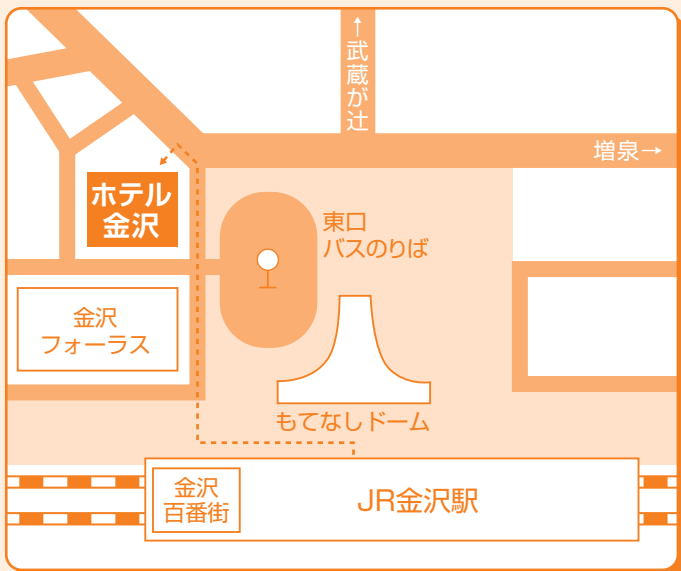 ↑武蔵が辻
増泉→
ホテル
金沢
東口
バスのりば
金沢
フォーラス
もてなしドーム
金沢
百番街
JR金沢駅